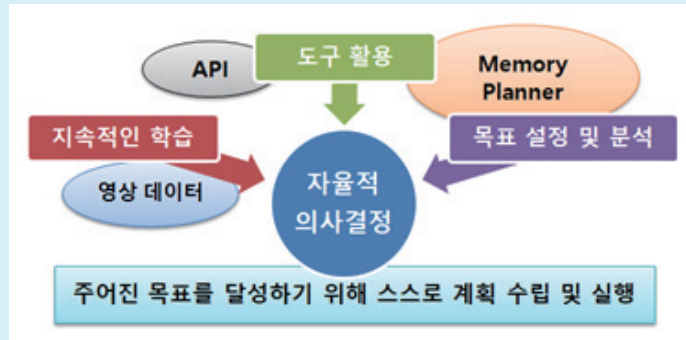 API
도구 활용
Memory
Planner
지속적인 학습
목표 설정 및 분석
영상 데이터
자율적
의사결정
주어진 목표를 달성하기 위해 스스로 계획 수립 및 실행